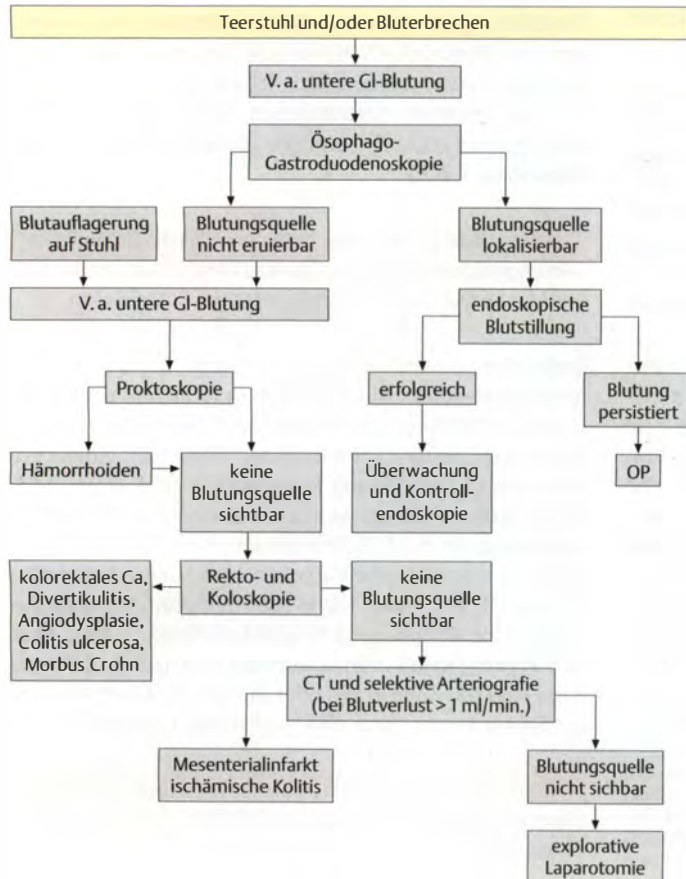 Teerstuhl und/oder Bluterbrechen
V. a. untere GI-Blutung
Ösophago-
Gastroduodenoskopie
Blutauflagerung
auf Stuhl
Blutungsquelle
nicht eruierbar
Blutungsquelle
lokalisierbar
V. a. untere GI-Blutung
endoskopische
Blutstillung
Proktoskopie
erfolgreich
Blutung
persistiert
Hämorrhoiden
keine
Blutungsquelle
sichtbar
Überwachung
und Kontroll-
endoskopie
OP
kolorektales Ca,
Divertikulitis,
Angiodysplasie,
Colitis ulcerosa,
Morbus Crohn
Rekto- und
Koloskopie
keine
Blutungsquelle
sichtbar
CT und selektive Arteriografie
(bei Blutverlust > 1 ml/min.)
Mesenterialinfarkt
ischämische Kolitis
Blutungsquelle
nicht sichbar
explorative
Laparotomie